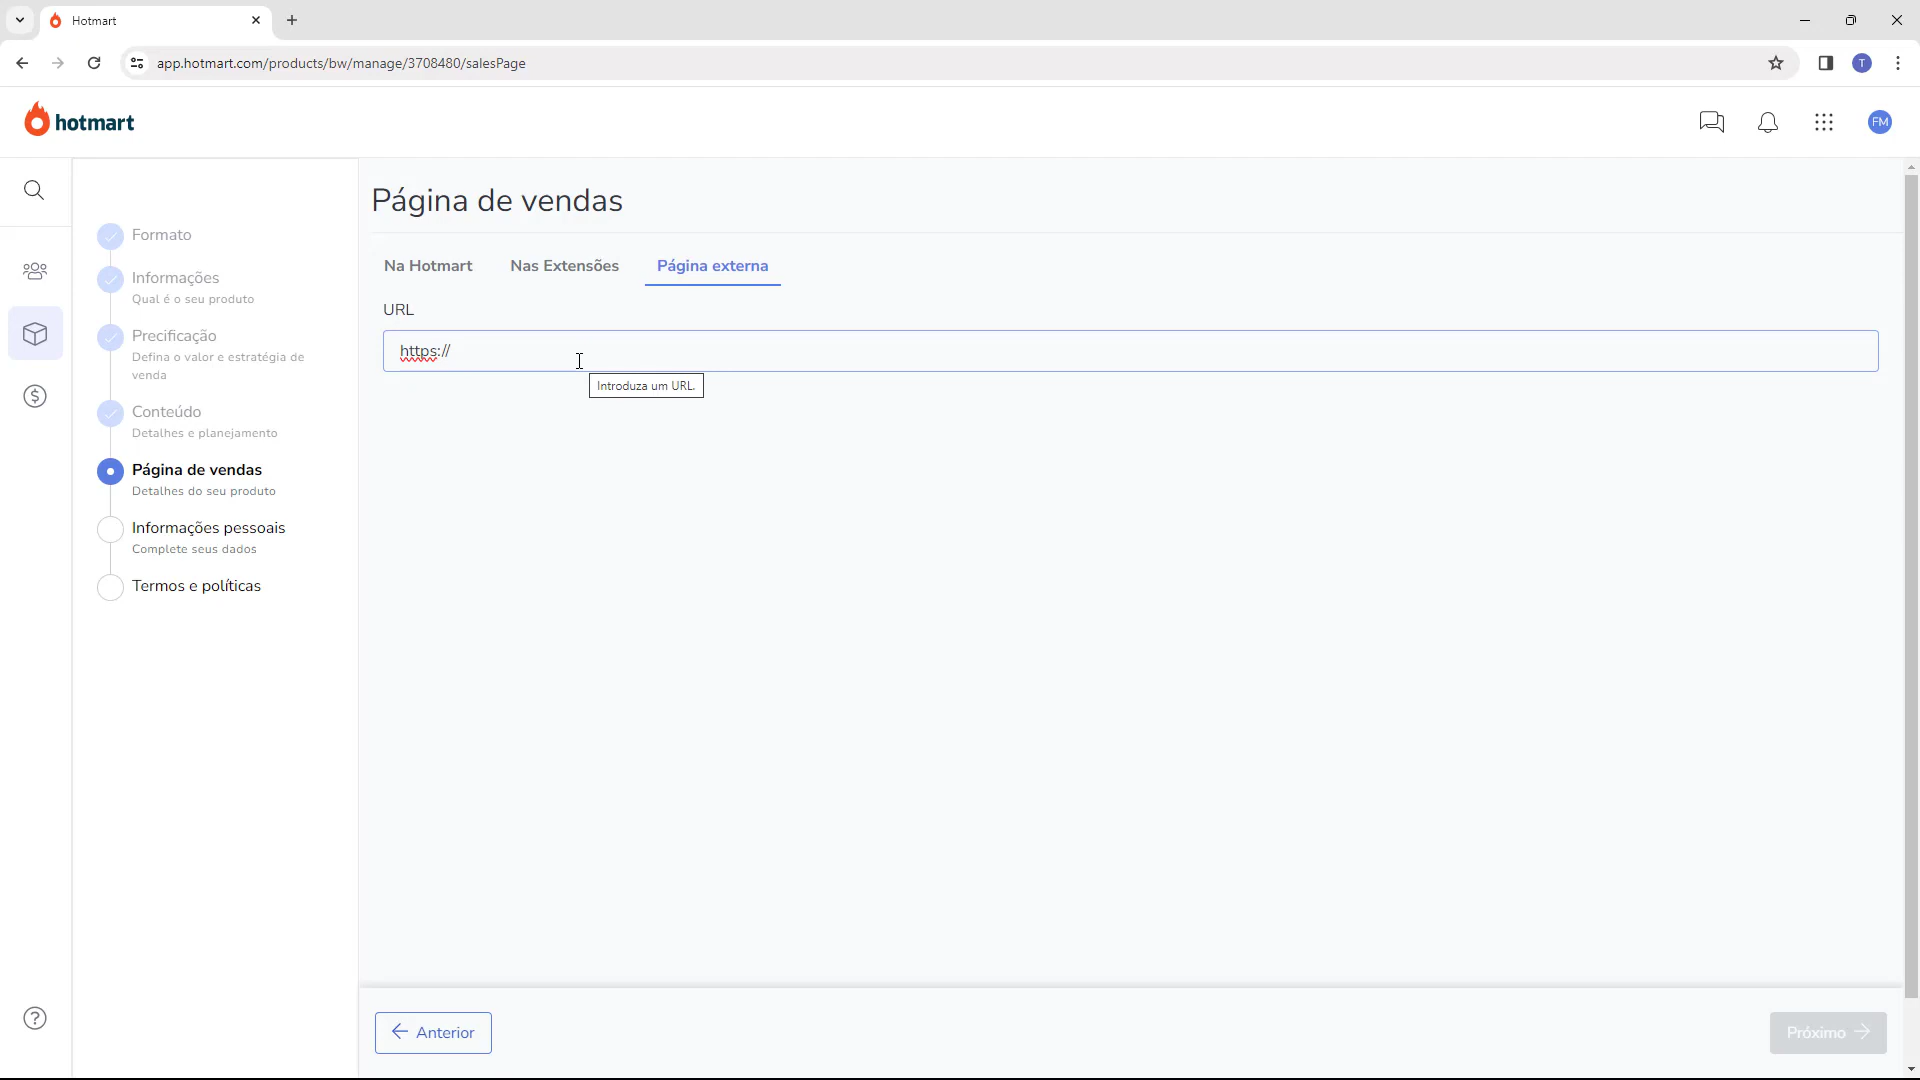 Hotmart
app.hotmart.com/products/bw/manage/3708480/salesPage
T
hotmart
FM
Formato
Informações
Qual é o seu produto
Precificação
Defina o valor e estratégia de
venda
Conteúdo
Detalhes e planejamento
Página de vendas
Detalhes do seu produto
Informações pessoais
Complete seus dados
Termos e políticas
Página de vendas
Na Hotmart Nas Extensões Página externa
URL
https://
Introduza um URL.
Anterior
Próximo